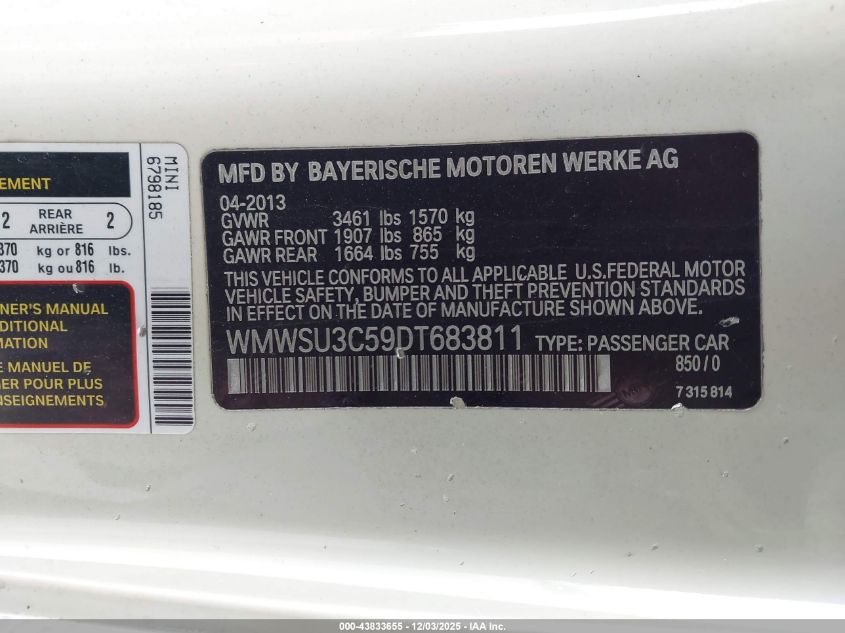 EMENT
2 REAR ARRIÈRE 2
370 kg or 816 lbs.
370 kg ou 816 lb.
NER'S MANUAL
DITIONAL
MATION
E MANUEL DE
GER POUR PLUS
NSEIGNEMENTS
MINI
6798185
MFD BY BAYERISCHE MOTOREN WERKE AG
04-2013
GVWR 3461 lbs 1570 kg
GAWR FRONT 1907 lbs 865 kg
GAWR REAR 1664 lbs 755 kg
THIS VEHICLE CONFORMS TO ALL APPLICABLE U.S.FEDERAL MOTOR
VEHICLE SAFETY, BUMPER AND THEFT PREVENTION STANDARDS
IN EFFECT ON THE DATE OF MANUFACTURE SHOWN ABOVE.
WMWSU3C59DT683811 TYPE: PASSENGER CAR
850/0
7 315 814
000-43833655 - 12/03/2025 - IAA Inc.